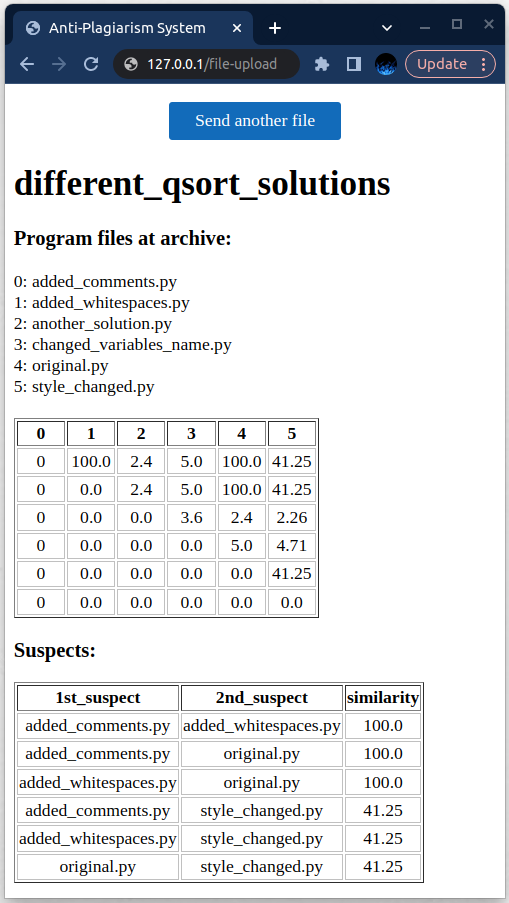 Anti-Plagiarism System
127.0.0.1/file-upload
Update
Send another file
different_qsort_solutions
Program files at archive:
0: added_comments.py
1: added_whitespaces.py
2: another_solution.py
3: changed_variables_name.py
4: original.py
5: style_changed.py
0 1 2 3 4 5
0 100.0 2.4 5.0 100.0 41.25
0 0.0 2.4 5.0 100.0 41.25
0 0.0 0.0 3.6 2.4 2.26
0 0.0 0.0 0.0 5.0 4.71
0 0.0 0.0 0.0 0.0 41.25
0 0.0 0.0 0.0 0.0 0.0
Suspects:
1st_suspect 2nd_suspect similarity
added_comments.py added_whitespaces.py 100.0
added_comments.py original.py 100.0
added_whitespaces.py original.py 100.0
added_comments.py style_changed.py 41.25
added_whitespaces.py style_changed.py 41.25
original.py style_changed.py 41.25